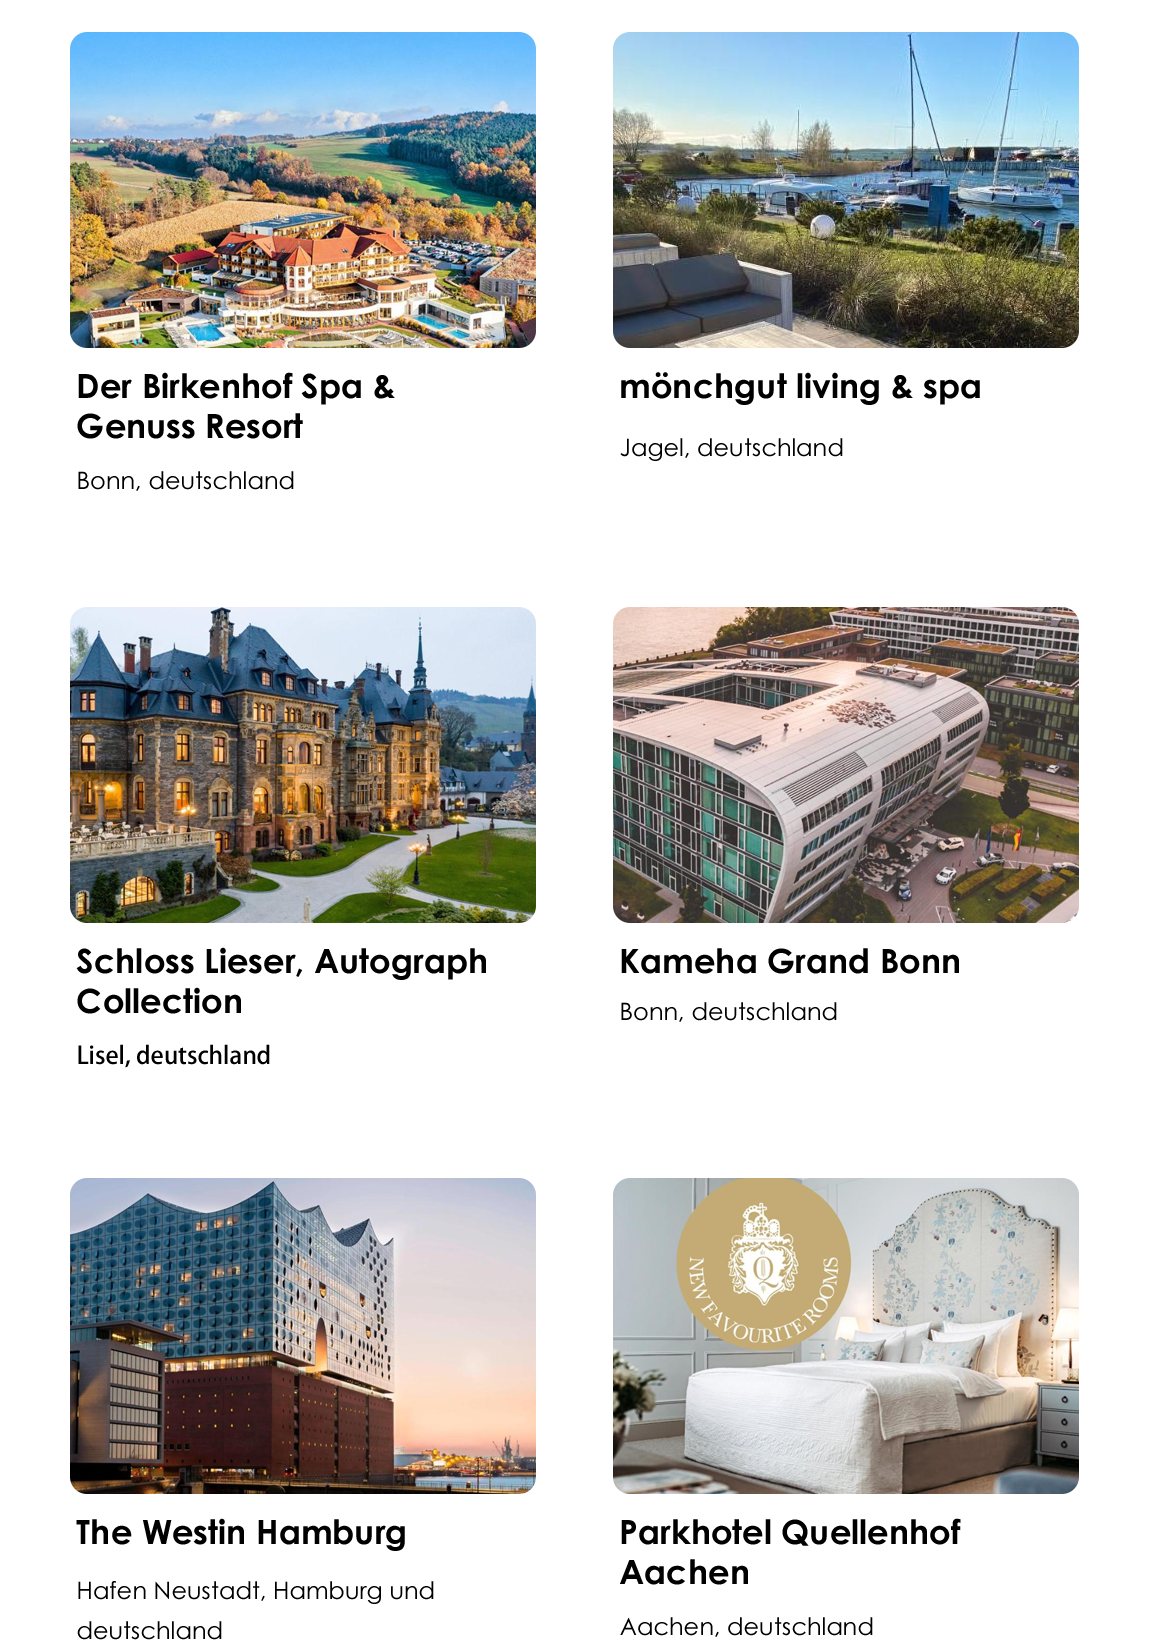 Der Birkenhof Spa &
Genuss Resort
Bonn, deutschland
mönchgut living & spa
Jagel, deutschland
KAMEHA GRAND
Schloss Lieser, Autograph
Collection
Lisel, deutschland
Kameha Grand Bonn
Bonn, deutschland
Q
NEW FAVOURITE ROOMS
The Westin Hamburg
Hafen Neustadt, Hamburg und
deutschland
Parkhotel Quellenhof
Aachen
Aachen, deutschland